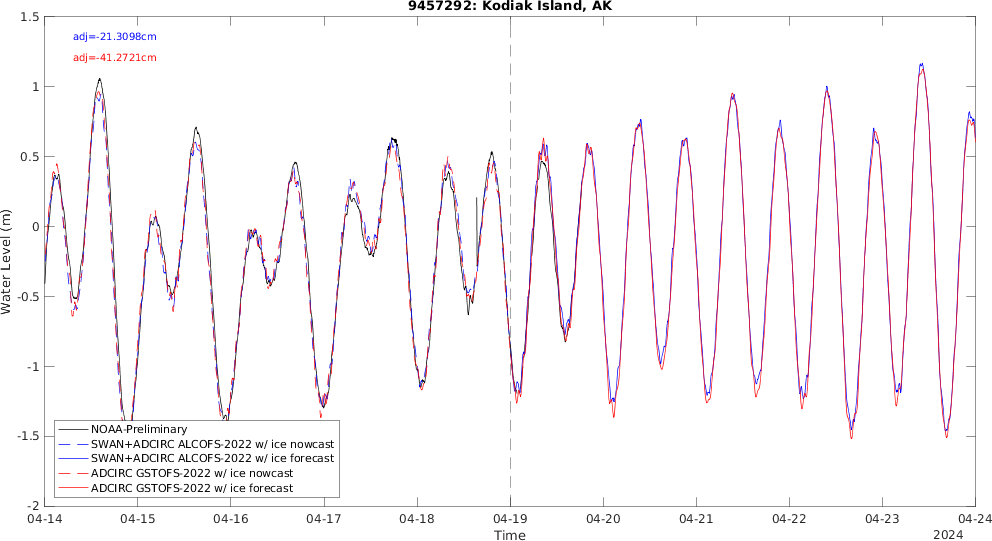 9457292: Kodiak Island, AK
1.5
adj=-21.3098cm
adj=-41.2721cm
1
0.5
0
-0.5
-1
-1.5
-2
Water Level (m)
NOAA-Preliminary
SWAN+ADCIRC ALCOFS-2022 w/ ice nowcast
SWAN+ADCIRC ALCOFS-2022 w/ ice forecast
ADCIRC GSTOFS-2022 w/ ice nowcast
ADCIRC GSTOFS-2022 w/ ice forecast
04-14 04-15 04-16 04-17 04-18 04-19 04-20 04-21 04-22 04-23 04-24
Time
2024